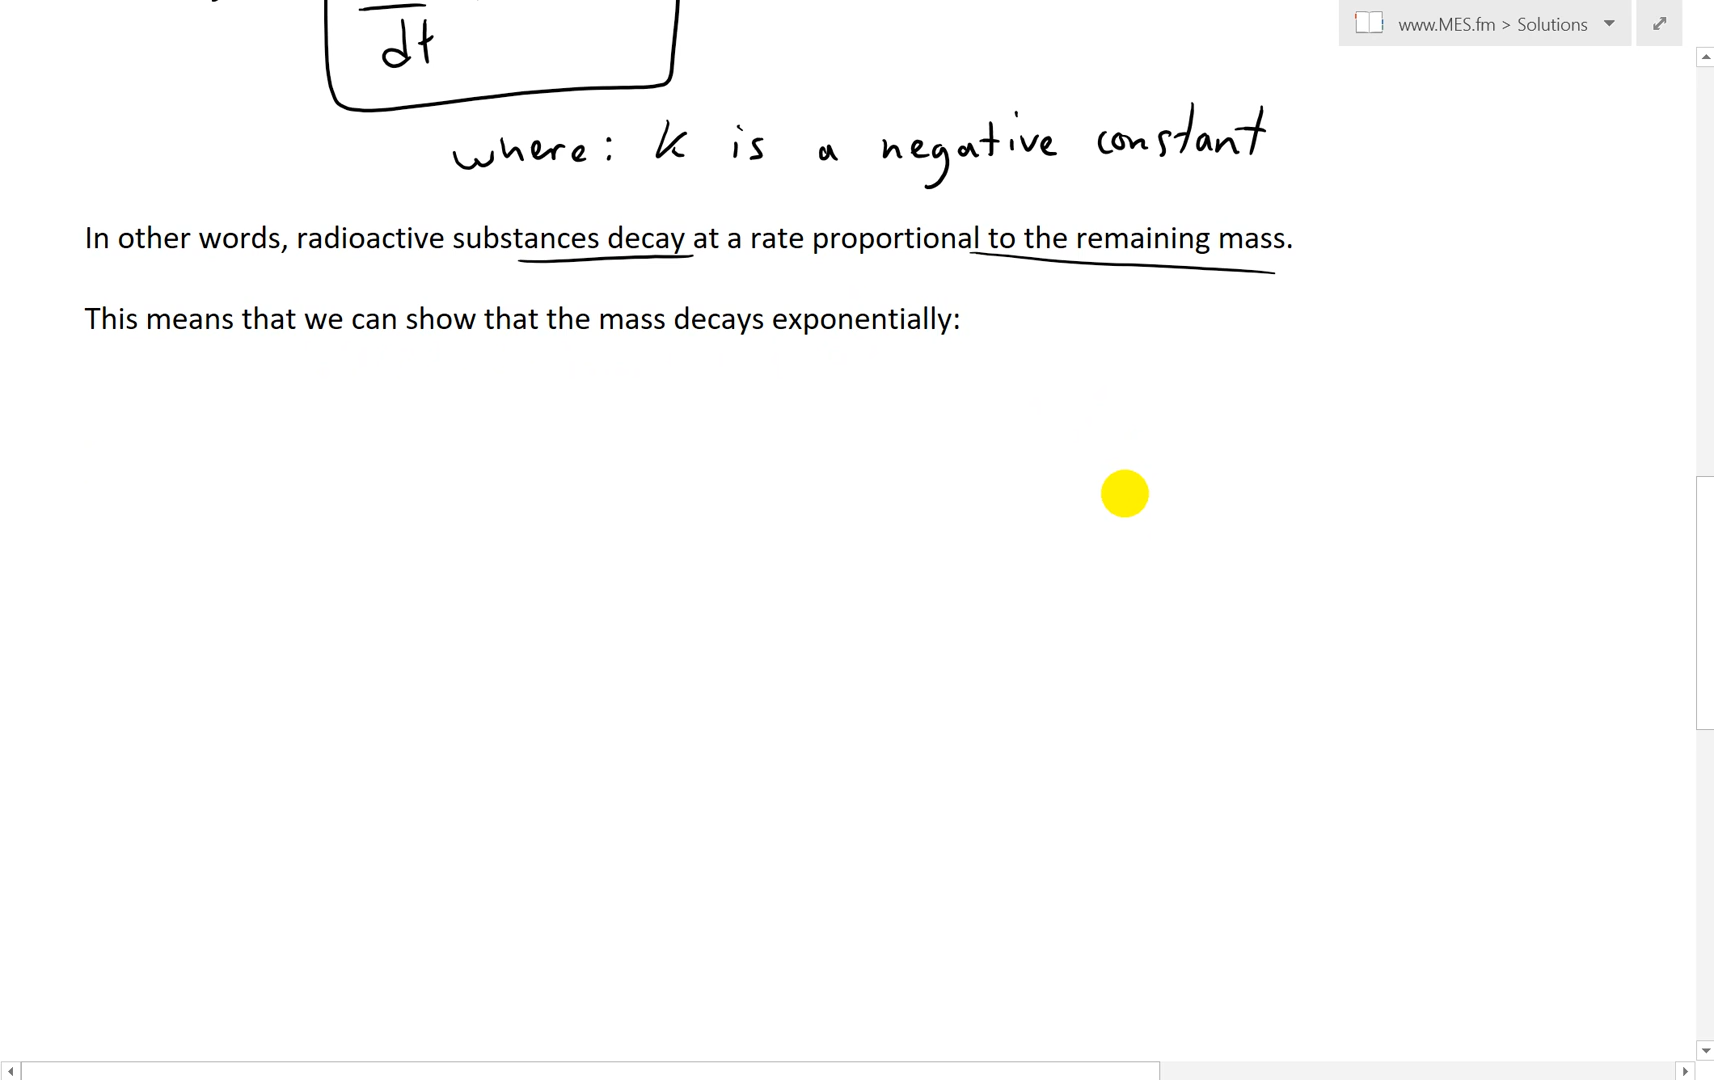 www.MES.fm > Solutions
dt
where: k is a negative constant
In other words, radioactive substances decay at a rate proportional to the remaining mass.
This means that we can show that the mass decays exponentially: